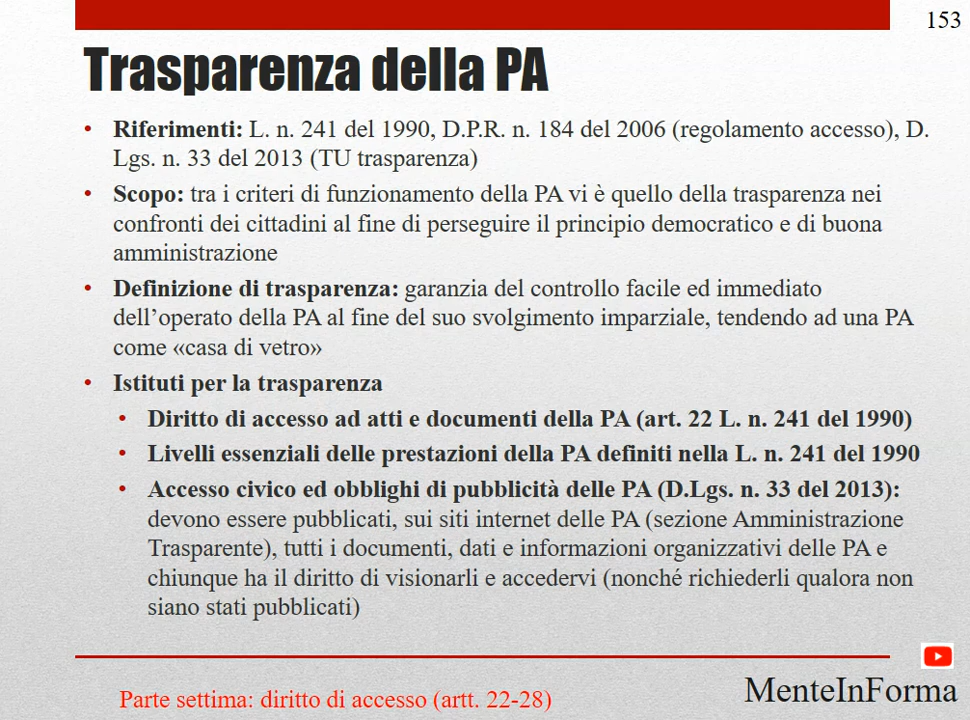 153
Trasparenza della PA
• Riferimenti: L. n. 241 del 1990, D.P.R. n. 184 del 2006 (regolamento accesso), D.
Lgs. n. 33 del 2013 (TU trasparenza)
• Scopo: tra i criteri di funzionamento della PA vi è quello della trasparenza nei
confronti dei cittadini al fine di perseguire il principio democratico e di buona
amministrazione
• Definizione di trasparenza: garanzia del controllo facile ed immediato
dell’operato della PA al fine del suo svolgimento imparziale, tendendo ad una PA
come «casa di vetro»
• Istituti per la trasparenza
• Diritto di accesso ad atti e documenti della PA (art. 22 L. n. 241 del 1990)
• Livelli essenziali delle prestazioni della PA definiti nella L. n. 241 del 1990
• Accesso civico ed obblighi di pubblicità delle PA (D.Lgs. n. 33 del 2013):
devono essere pubblicati, sui siti internet delle PA (sezione Amministrazione
Trasparente), tutti i documenti, dati e informazioni organizzativi delle PA e
chiunque ha il diritto di visionarli e accedervi (nonché richiederli qualora non
siano stati pubblicati)
Parte settima: diritto di accesso (artt. 22-28)
MenteInForma